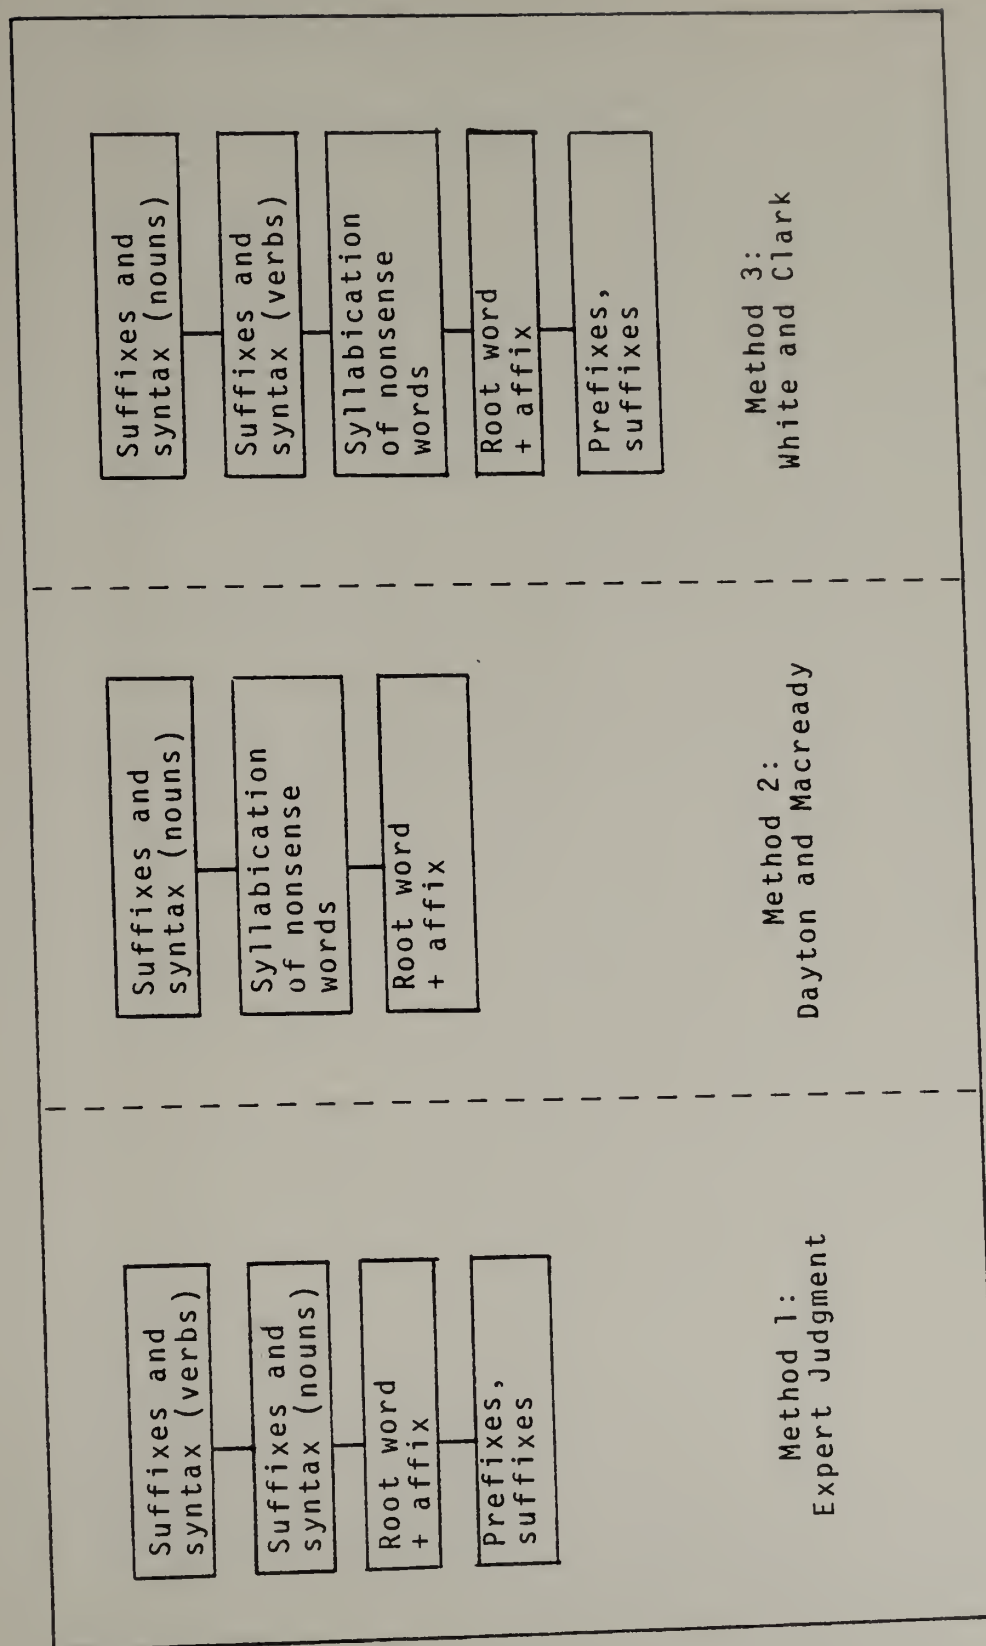 Suffixes and
syntax (verbs)
Suffixes and
syntax (nouns)
Root word
+ affix
Prefixes,
suffixes
Method 1:
Expert Judgment
Suffixes and
syntax (nouns)
Syllabication
of nonsense
words
Root word
+ affix
Method 2:
Dayton and Macready
Suffixes and
syntax (nouns)
Suffixes and
syntax (verbs)
Syllabication
of nonsense
words
Root word
+ affix
Prefixes,
suffixes
Method 3:
White and Clark